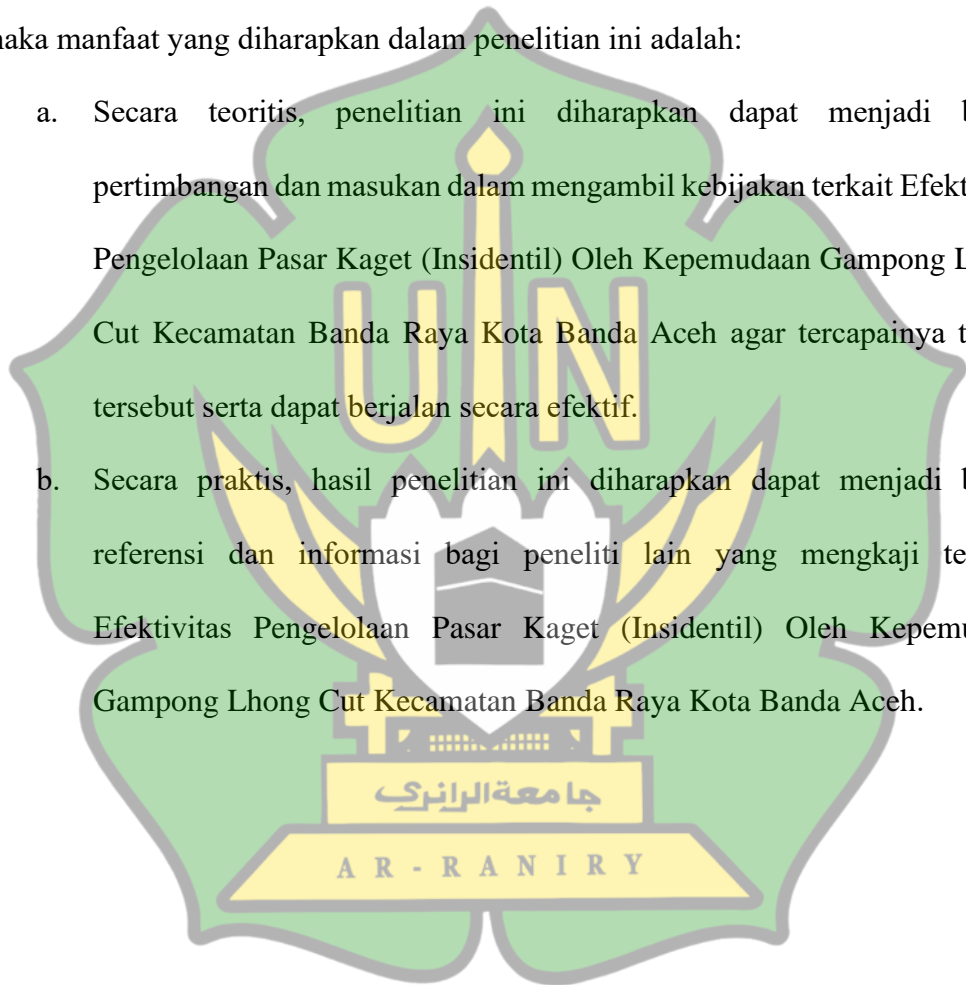 maka manfaat yang diharapkan dalam penelitian ini adalah:
a. Secara teoritis, penelitian ini diharapkan dapat menjadi
pertimbangan dan masukan dalam mengambil kebijakan terkait
Pengelolaan Pasar Kaget (Insidentil) Oleh Kepemudaan Gampong
Cut Kecamatan Banda Raya Kota Banda Aceh agar tercapainya
tersebut serta dapat berjalan secara efektif.
b. Secara praktis, hasil penelitian ini diharapkan dapat menjadi
referensi dan informasi bagi peneliti lain yang mengkaji
Efektivitas Pengelolaan Pasar Kaget (Insidentil) Oleh
Gampong Lhong Cut Kecamatan Banda Raya Kota Banda Aceh.
UIN
جامعةالرانري
AR-RANIRY